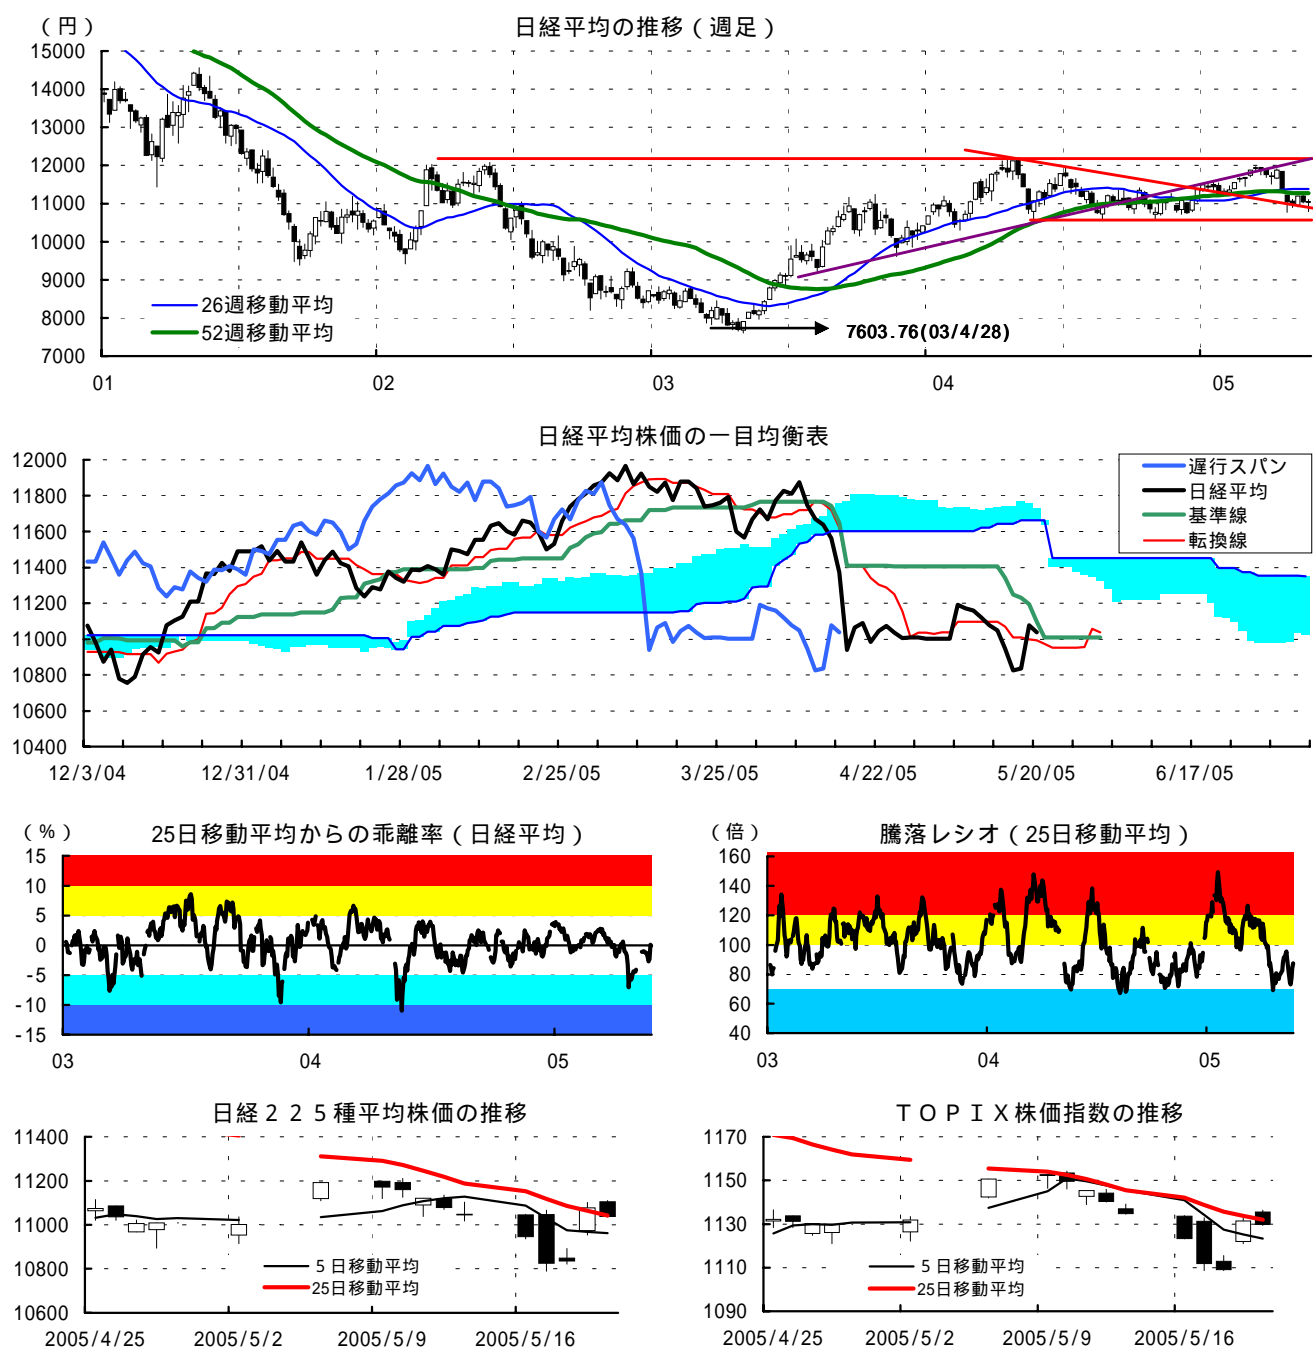 （円）
日経平均の推移（週足）
15000
14000
13000
12000
11000
10000
9000
8000
7000
26週移動平均
52週移動平均
7603.76(03/4/28)
01 02 03 04 05
日経平均株価の一目均衡表
12000
11800
11600
11400
11200
11000
10800
10600
10400
遅行スパン
日経平均
基準線
転換線
12/3/04 12/31/04 1/28/05 2/25/05 3/25/05 4/22/05 5/20/05 6/17/05
（％）
25日移動平均からの乖離率（日経平均）
15
10
5
0
-5
-10
-15
03 04 05
（倍）
騰落レシオ（25日移動平均）
160
140
120
100
80
60
40
03 04 05
日経２２５種平均株価の推移
11400
11200
11000
10800
10600
5日移動平均
25日移動平均
2005/4/25 2005/5/2 2005/5/9 2005/5/16
ＴＯＰＩＸ株価指数の推移
1170
1150
1130
1110
1090
5日移動平均
25日移動平均
2005/4/25 2005/5/2 2005/5/9 2005/5/16